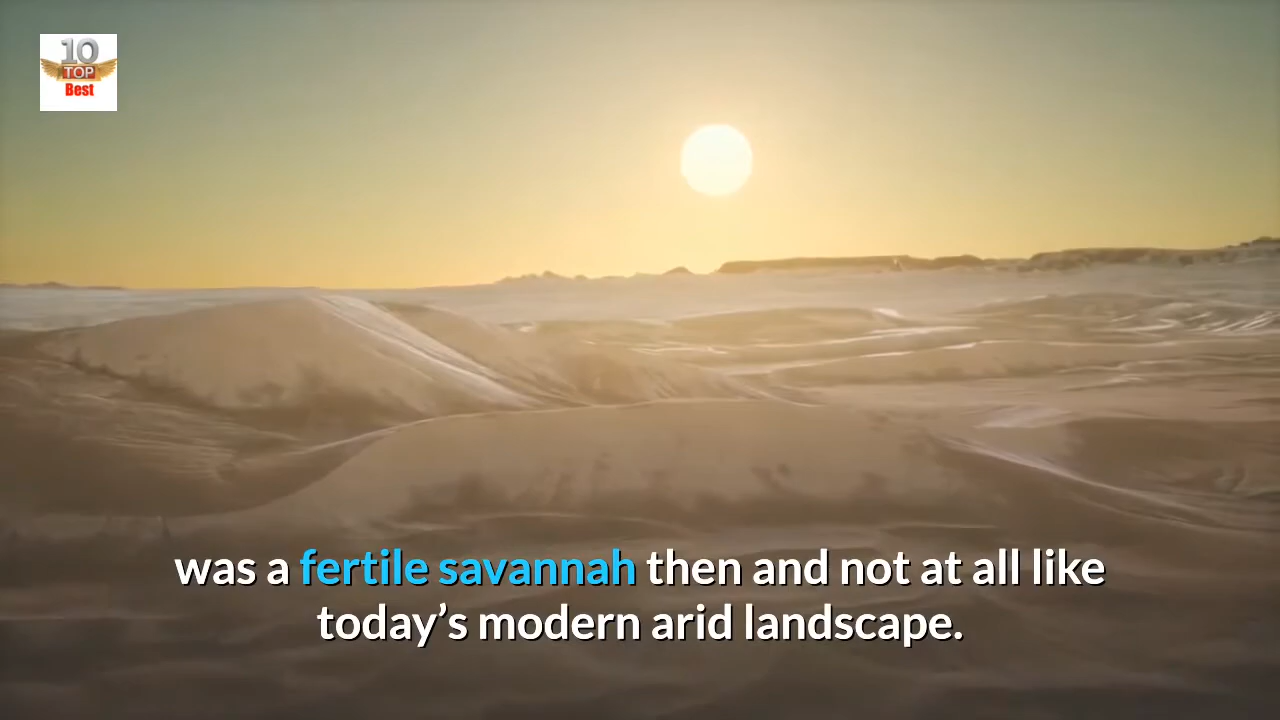 10
TOP
Best
was a fertile savannah then and not at all like
today’s modern arid landscape.